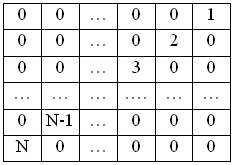 0 0 ... 0 0 1
0 0 ... 0 2 0
0 0 ... 3 0 0
... ... ... .... ... ...
0 N-1 ... 0 0 0
N 0 ... 0 0 0